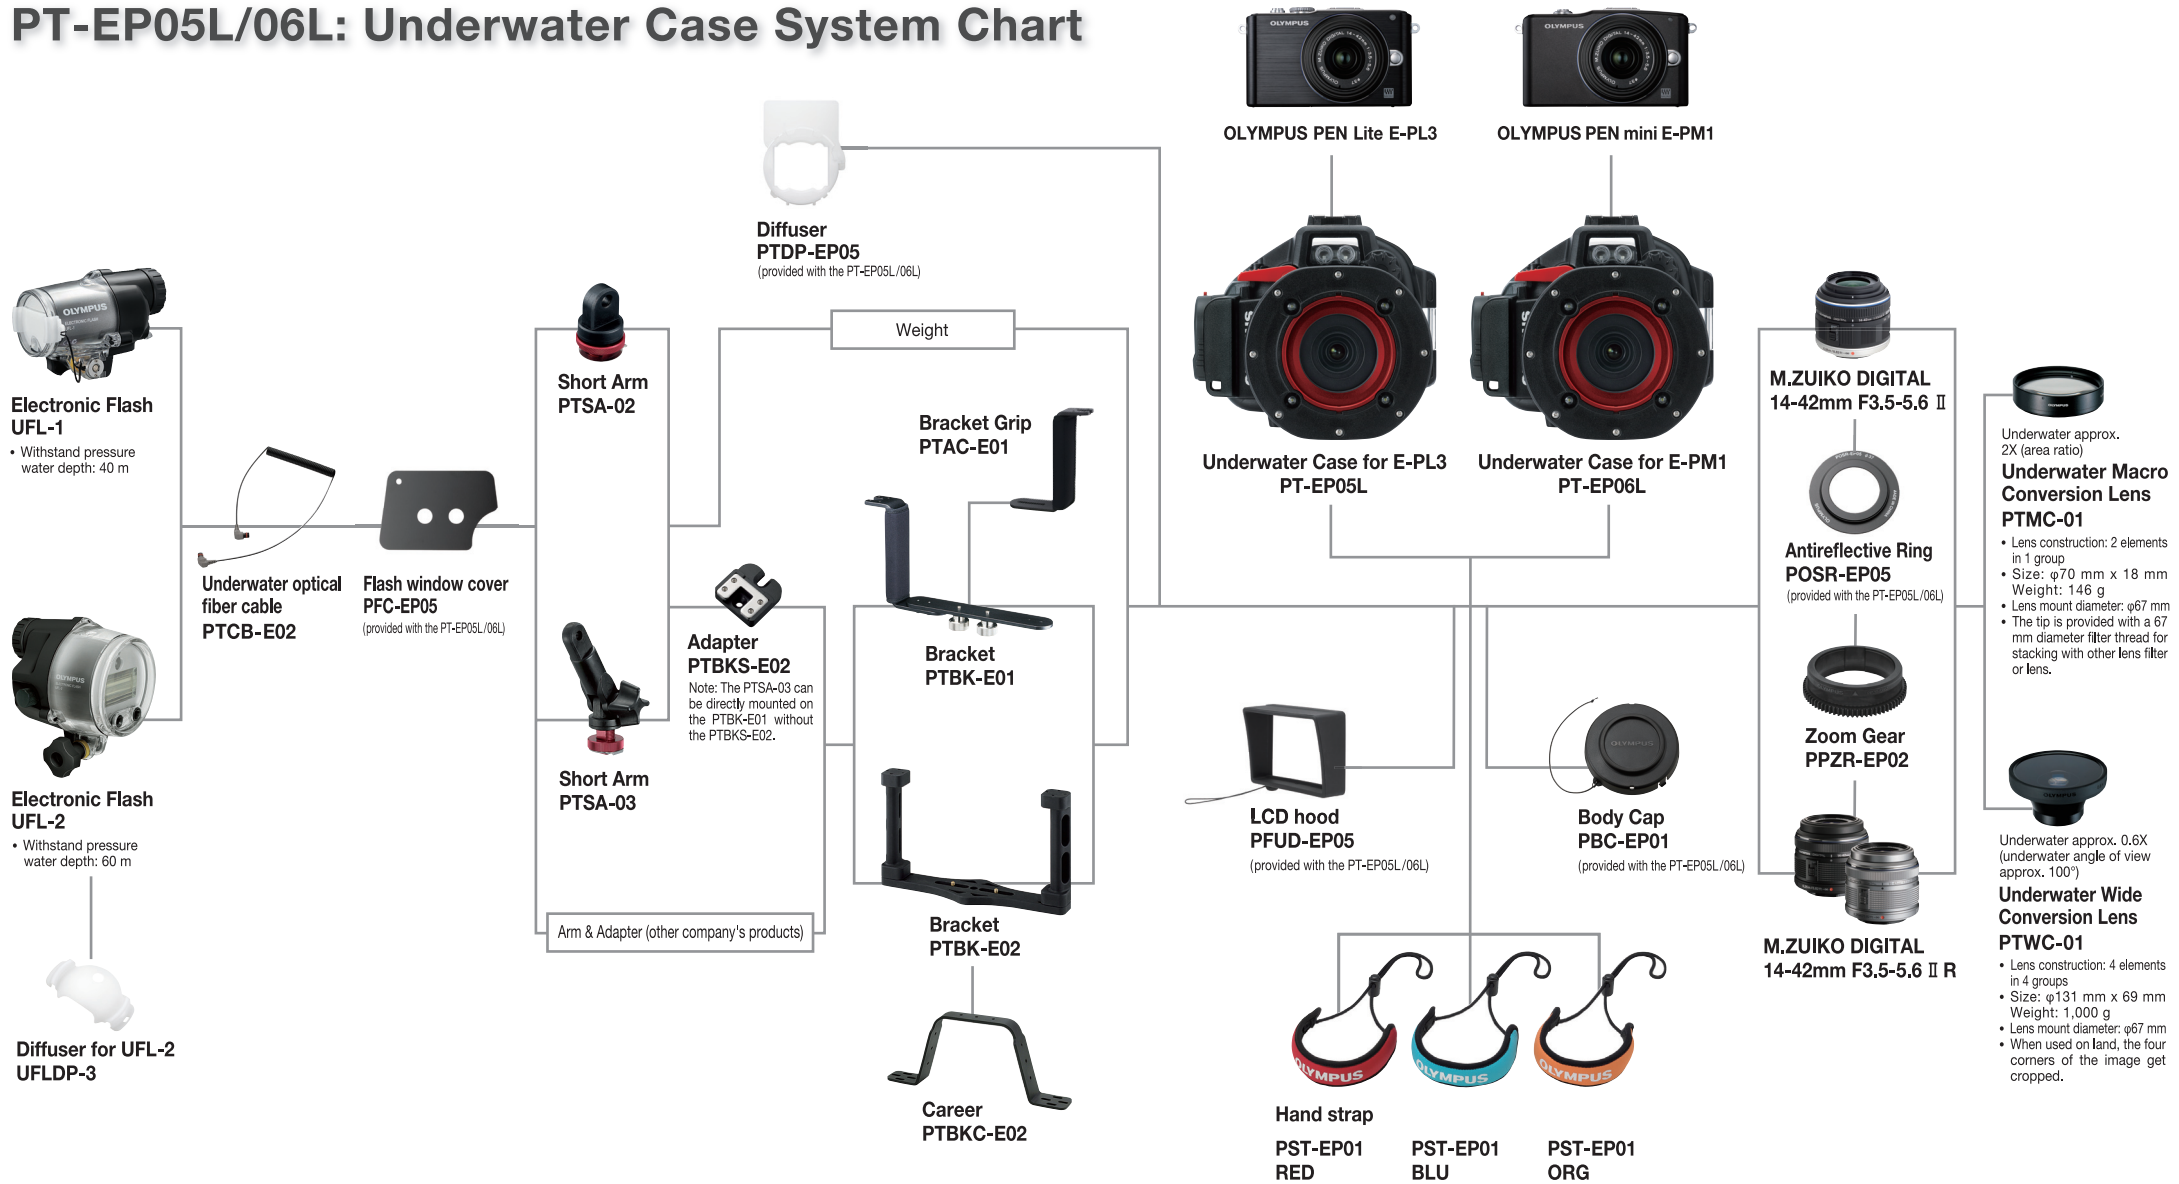 PT-EP05L/06L: Underwater Case System Chart
OLYMPUS
OLYMPUS
OLYMPUS PEN Lite E-PL3
OLYMPUS PEN mini E-PM1
Diffuser
PTDP-EP05
(provided with the PT-EP05L/06L)
OLYMPUS
ELECTRONIC FLASH
Electronic Flash
UFL-1
• Withstand pressure
water depth: 40 m
Underwater optical
fiber cable
PTCB-E02
Flash window cover
PFC-EP05
(provided with the PT-EP05L/06L)
OLYMPUS
Electronic Flash
UFL-2
• Withstand pressure
water depth: 60 m
Diffuser for UFL-2
UFLDP-3
Short Arm
PTSA-02
Short Arm
PTSA-03
Arm & Adapter (other company's products)
Adapter
PTBKS-E02
Note: The PTSA-03 can
be directly mounted on
the PTBK-E01 without
the PTBKS-E02.
Weight
Bracket Grip
PTAC-E01
Bracket
PTBK-E01
Bracket
PTBK-E02
Career
PTBKC-E02
Underwater Case for E-PL3
PT-EP05L
Underwater Case for E-PM1
PT-EP06L
LCD hood
PFUD-EP05
(provided with the PT-EP05L/06L)
OLYMPUS
Body Cap
PBC-EP01
(provided with the PT-EP05L/06L)
OLYMPUS
OLYMPUS
OLYMPUS
Hand strap
PST-EP01
RED
PST-EP01
BLU
PST-EP01
ORG
M.ZUIKO DIGITAL
14-42mm F3.5-5.6 Ⅱ
Antireflective Ring
POSR-EP05
(provided with the PT-EP05L/06L)
Zoom Gear
PPZR-EP02
M.ZUIKO DIGITAL
14-42mm F3.5-5.6 Ⅱ R
OLYMPUS
Underwater approx.
2X (area ratio)
Underwater Macro
Conversion Lens
PTMC-01
• Lens construction: 2 elements
in 1 group
• Size: φ70 mm x 18 mm
Weight: 146 g
• Lens mount diameter: φ67 mm
• The tip is provided with a 67
mm diameter filter thread for
stacking with other lens filter
or lens.
OLYMPUS
Underwater approx. 0.6X
(underwater angle of view
approx. 100°)
Underwater Wide
Conversion Lens
PTWC-01
• Lens construction: 4 elements
in 4 groups
• Size: φ131 mm x 69 mm
Weight: 1,000 g
• Lens mount diameter: φ67 mm
• When used on land, the four
corners of the image get
cropped.